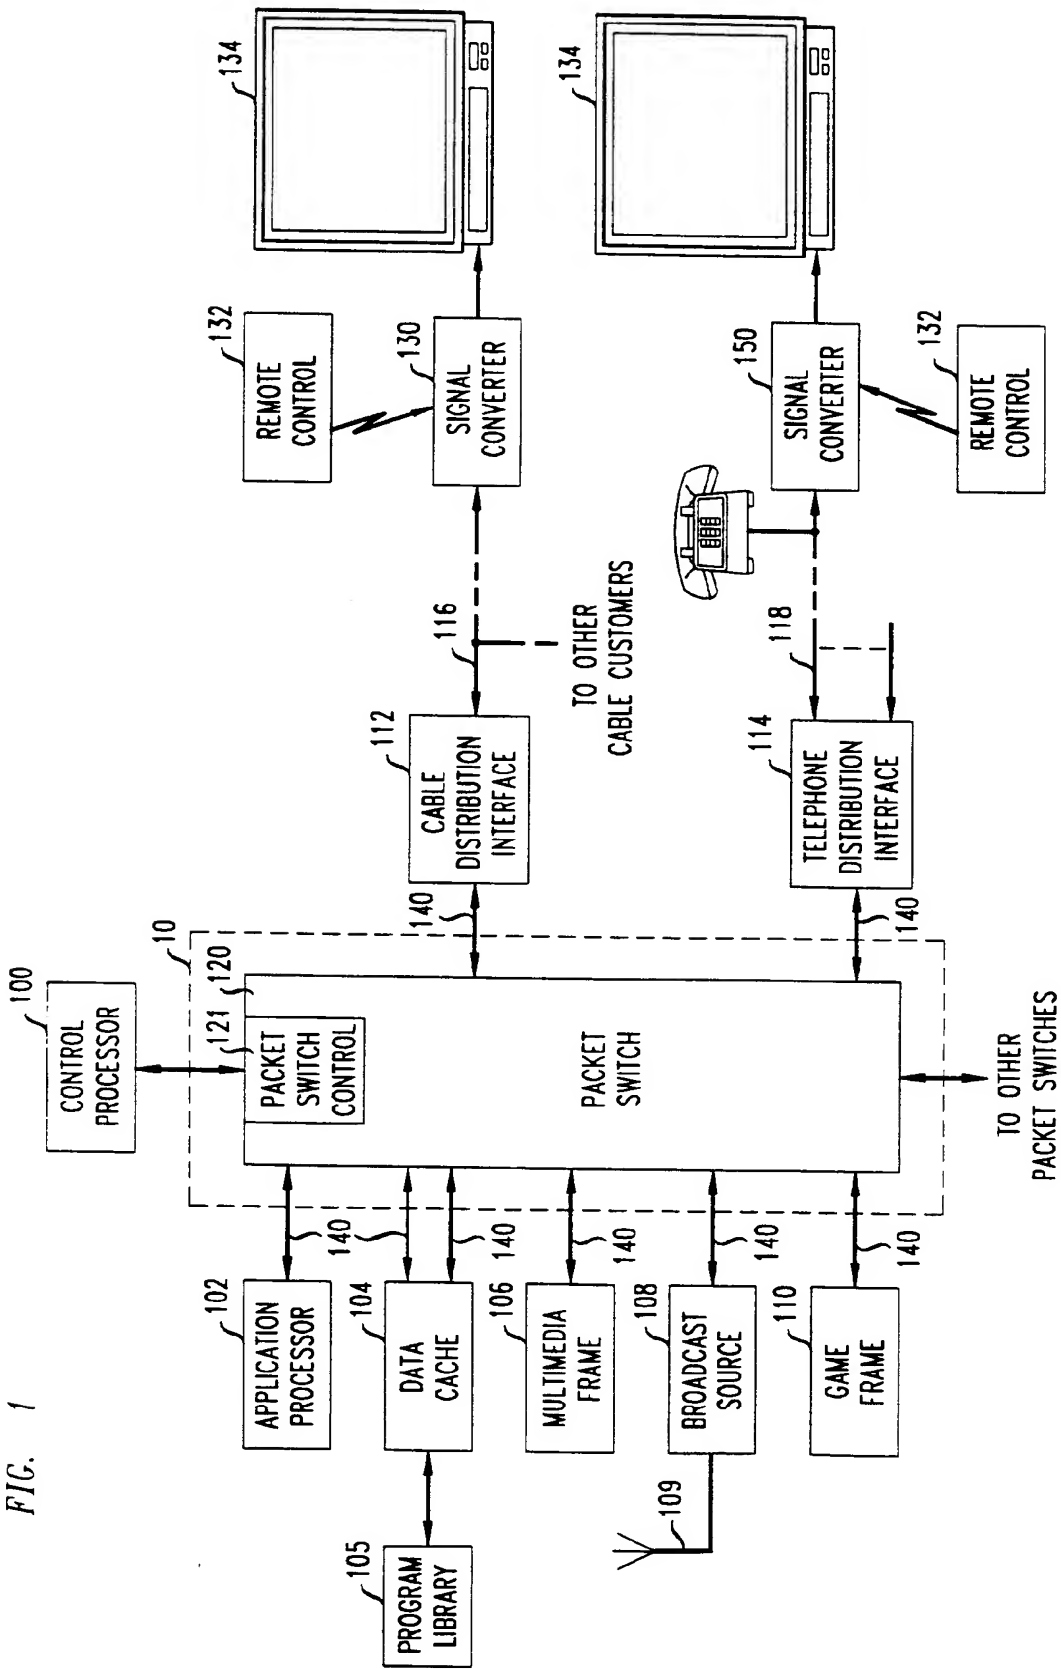 FIG. 1
100
CONTROL
PROCESSOR
10
102
APPLICATION
PROCESSOR
140
121
120
PACKET
SWITCH
CONTROL
105
PROGRAM
LIBRARY
104
DATA
CACHE
140
140
106
MULTIMEDIA
FRAME
140
PACKET
SWITCH
109
108
BROADCAST
SOURCE
140
110
GAME
FRAME
140
TO OTHER
PACKET SWITCHES
140
112
CABLE
DISTRIBUTION
INTERFACE
116
TO OTHER
CABLE CUSTOMERS
132
REMOTE
CONTROL
130
SIGNAL
CONVERTER
134
140
114
TELEPHONE
DISTRIBUTION
INTERFACE
118
150
SIGNAL
CONVERTER
132
REMOTE
CONTROL
134